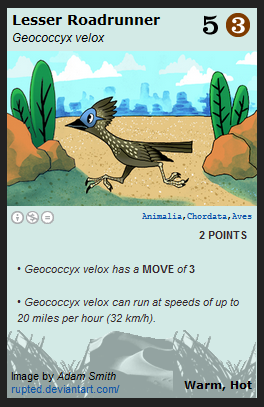 Lesser Roadrunner
Geococcyx velox
5 3
Animalia,Chordata,Aves
2 POINTS
• Geococcyx velox has a MOVE of 3
• Geococcyx velox can run at speeds of up to
20 miles per hour (32 km/h).
Image by Adam Smith
rupted.deviantart.com/
Warm, Hot